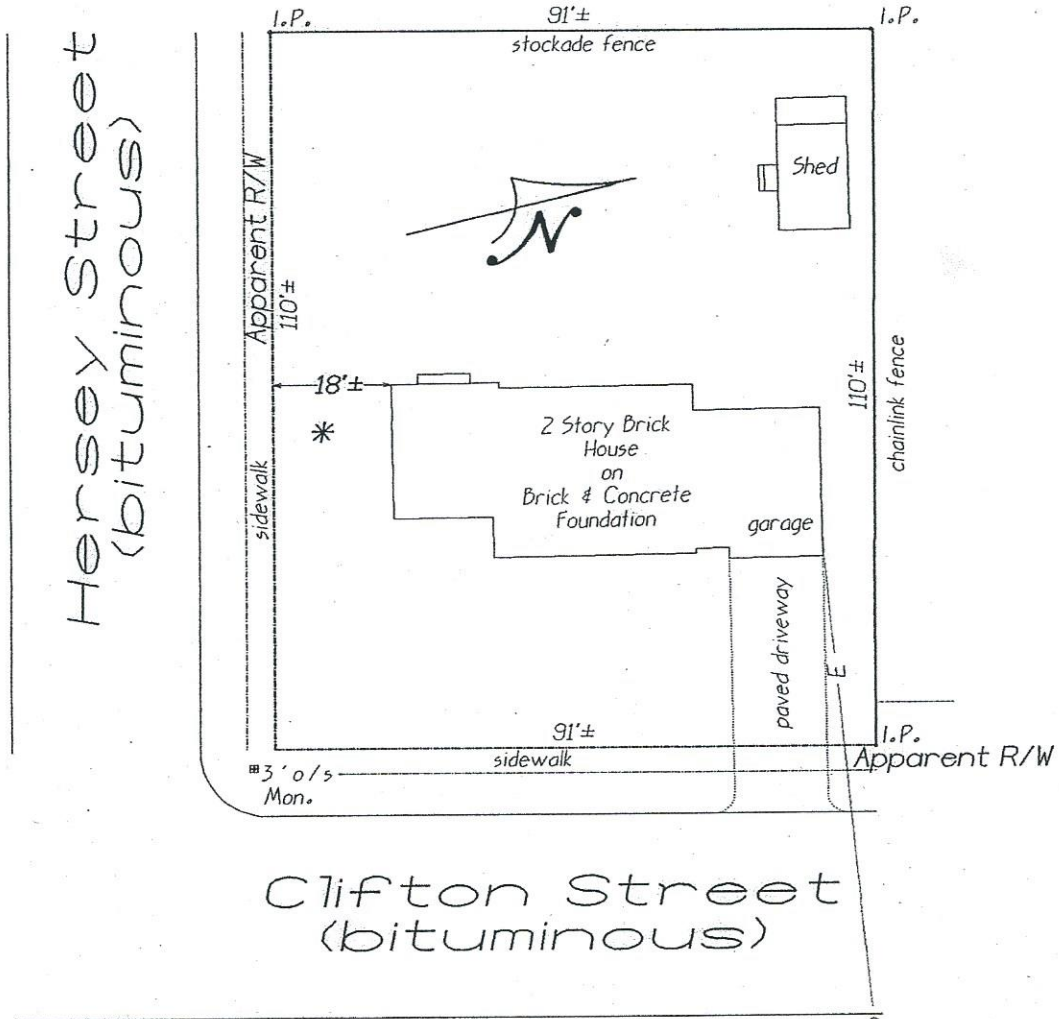 I.P.
91'±
I.P.
stockade fence
Hersey Street
(bituminous)
Apparent R/W
110'±
Shed
N
18'±
*
sidewalk
2 Story Brick
House
on
Brick & Concrete
Foundation
garage
110'±
chainlink fence
paved driveway
E
91'±
I.P.
sidewalk
Apparent R/W
3' o/s
Mon.
Clifton Street
(bituminous)